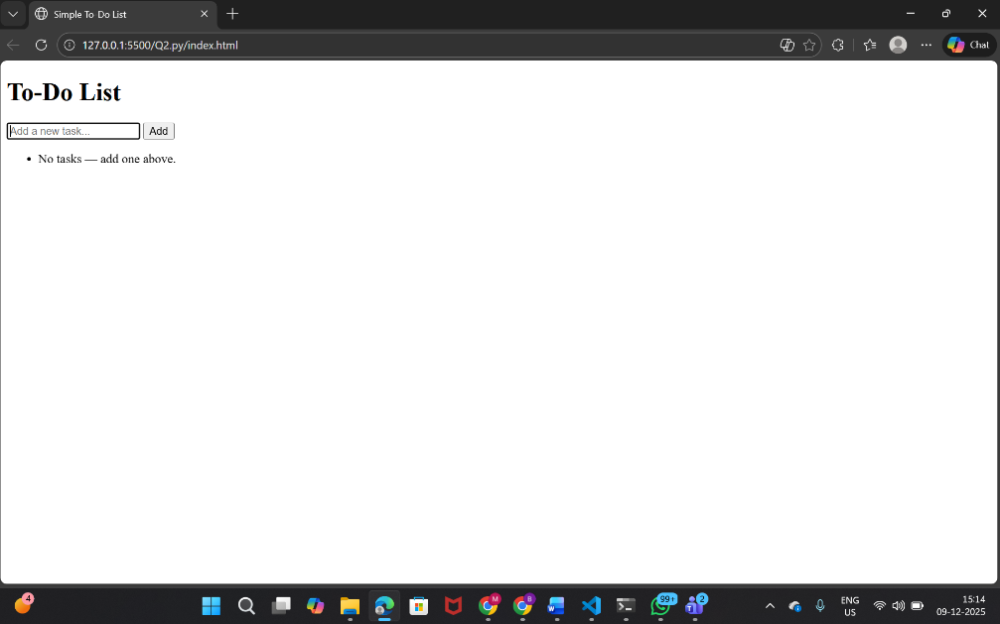 Simple To Do List
127.0.0.1:5500/Q2.py/index.html
Chat
To-Do List
Add a new task... Add
No tasks — add one above.
4
M
B
99+
2
ENG
US
15:14
09-12-2025